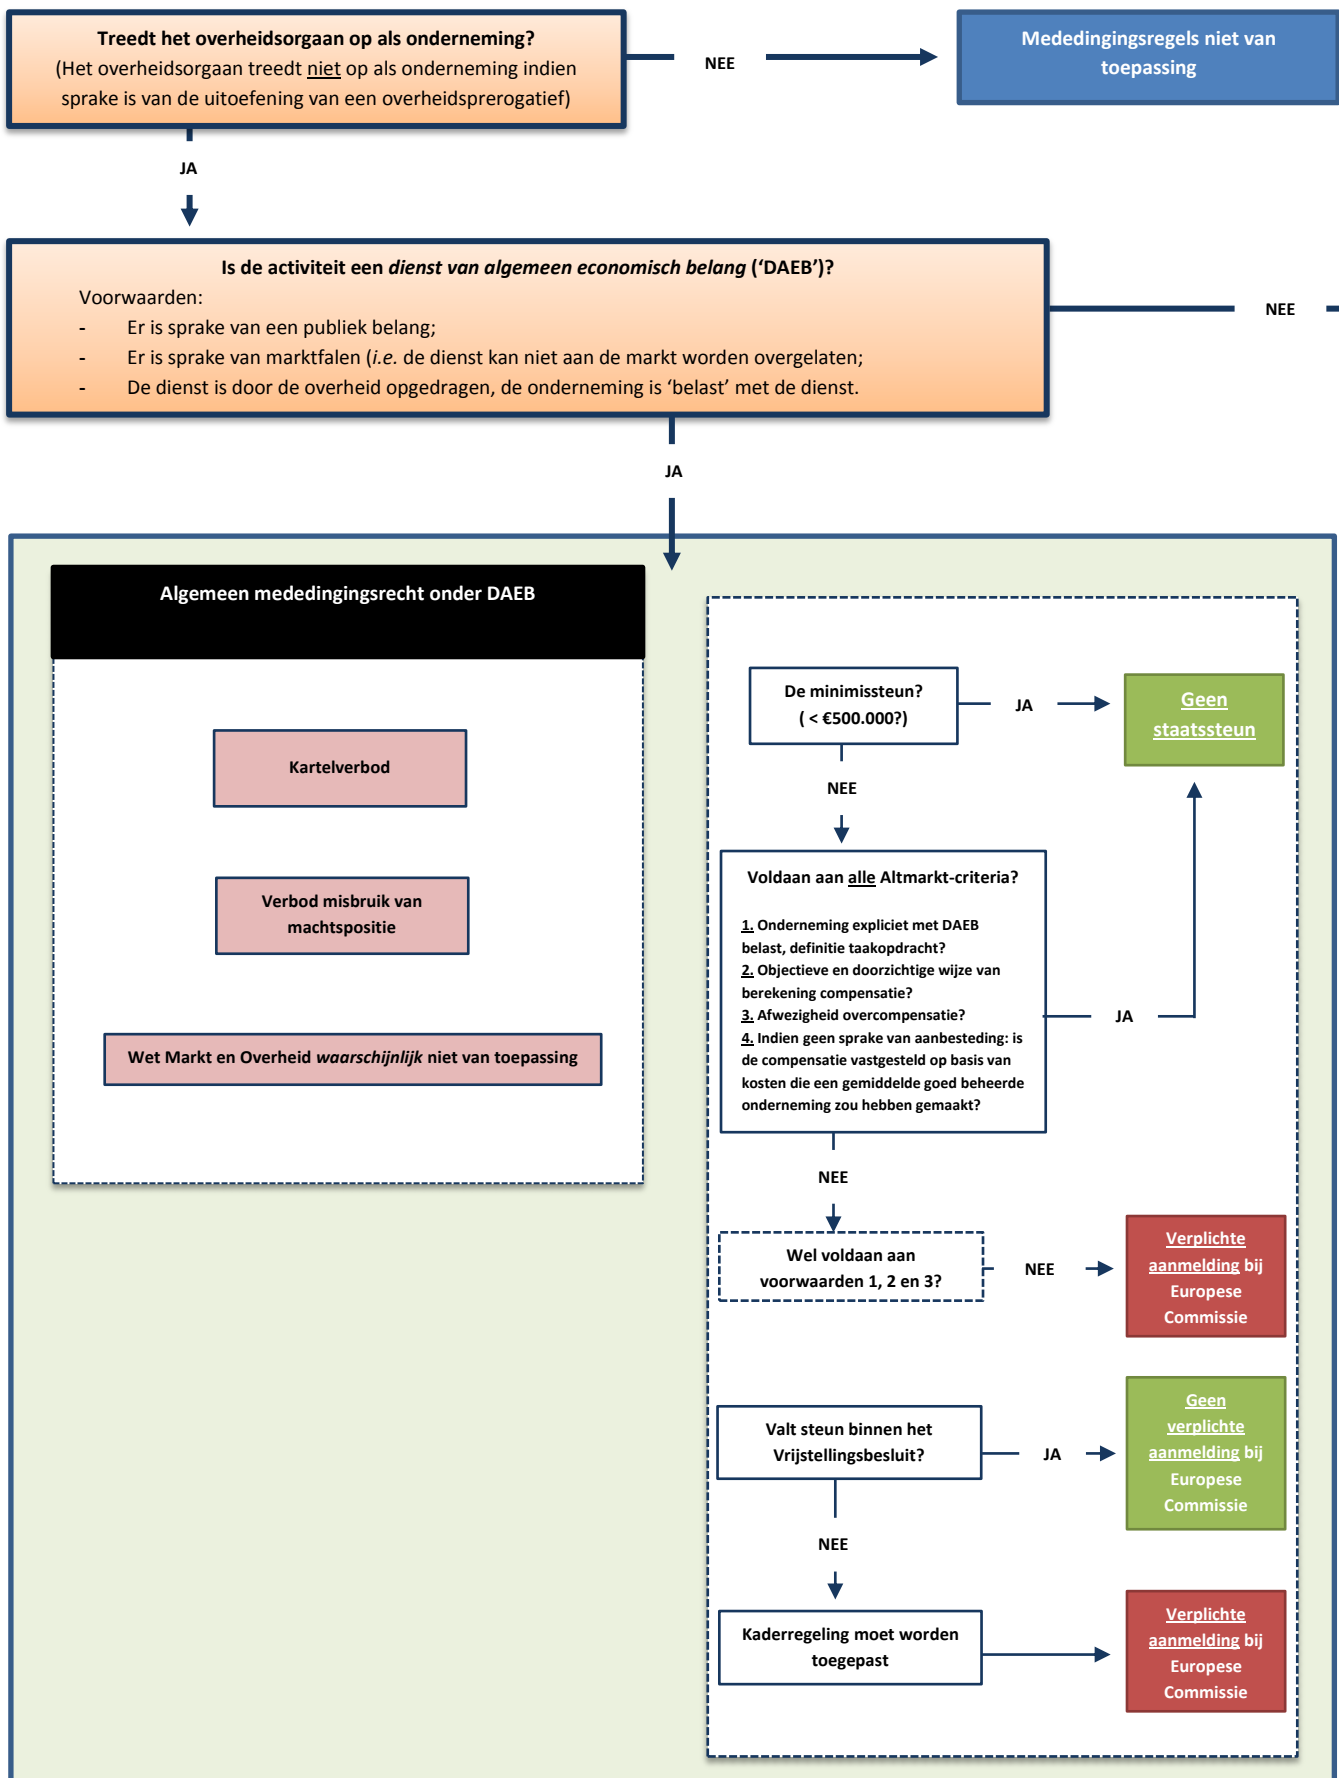 Treedt het overheidsorgaan op als onderneming?
(Het overheidsorgaan treedt niet op als onderneming indien
sprake is van de uitoefening van een overheidsprerogatief)
NEE
Mededingingsregels niet van
toepassing
JA
Is de activiteit een dienst van algemeen economisch belang (‘DAEB’)?
Voorwaarden:
- Er is sprake van een publiek belang;
- Er is sprake van marktfalen (i.e. de dienst kan niet aan de markt worden overgelaten;
- De dienst is door de overheid opgedragen, de onderneming is ‘belast’ met de dienst.
NEE
JA
Algemeen mededingingsrecht onder DAEB
Kartelverbod
Verbod misbruik van
machtspositie
Wet Markt en Overheid waarschijnlijk niet van toepassing
De minimissteun?
( < €500.000?)
JA
Geen
staatssteun
NEE
Voldaan aan alle Altmarkt-criteria?
1. Onderneming expliciet met DAEB
belast, definitie taakopdracht?
2. Objectieve en doorzichtige wijze van
berekening compensatie?
3. Afwezigheid overcompensatie?
4. Indien geen sprake van aanbesteding: is
de compensatie vastgesteld op basis van
kosten die een gemiddelde goed beheerde
onderneming zou hebben gemaakt?
JA
NEE
Wel voldaan aan
voorwaarden 1, 2 en 3?
NEE
Verplichte
aanmelding bij
Europese
Commissie
Valt steun binnen het
Vrijstellingsbesluit?
JA
Geen
verplichte
aanmelding bij
Europese
Commissie
NEE
Kaderregeling moet worden
toegepast
Verplichte
aanmelding bij
Europese
Commissie